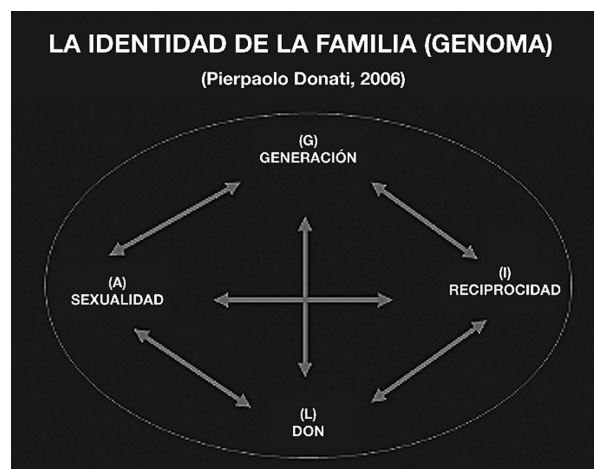 LA IDENTIDAD DE LA FAMILIA (GENOMA)
(Pierpaolo Donati, 2006)
(G)
GENERACIÓN
(A)
SEXUALIDAD
(I)
RECIPROCIDAD
(L)
DON